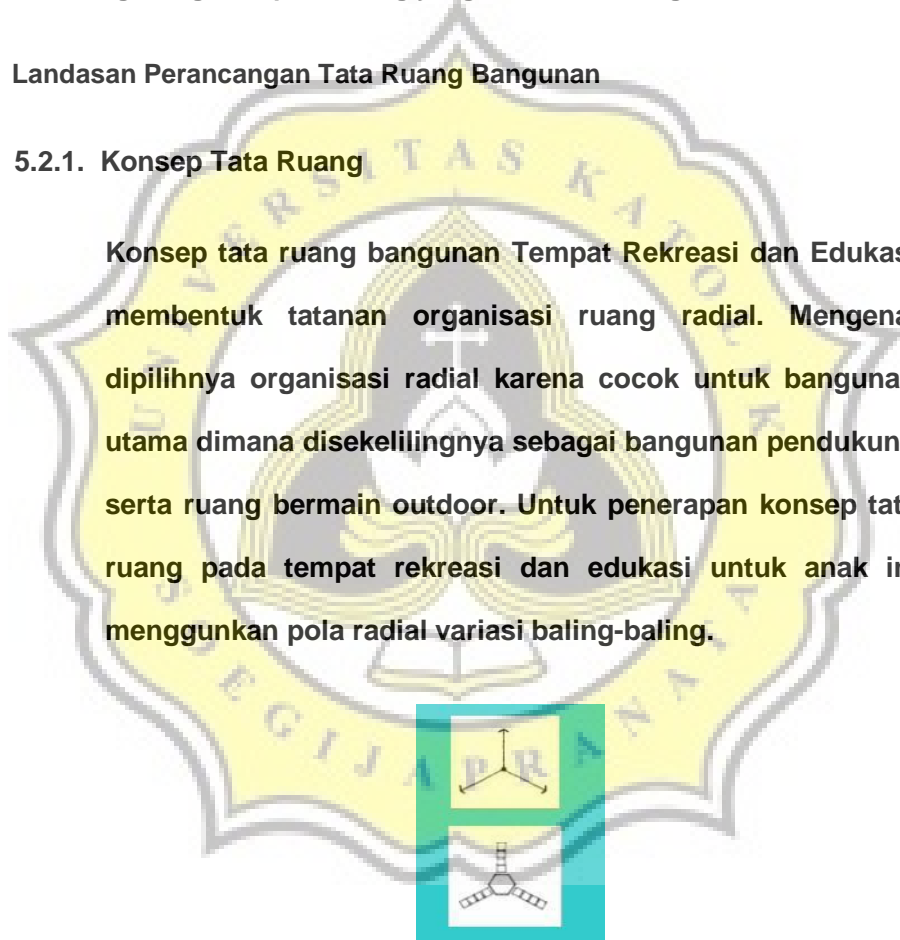 Landasan Perancangan Tata Ruang Bangunan
5.2.1. Konsep Tata Ruang
Konsep tata ruang bangunan Tempat Rekreasi dan Edukas
membentuk tatanan organisasi ruang radial. Mengena
dipilihnya organisasi radial karena cocok untuk banguna
utama dimana disekelilingnya sebagai bangunan pendukun
serta ruang bermain outdoor. Untuk penerapan konsep tat
ruang pada tempat rekreasi dan edukasi untuk anak in
menggunkan pola radial variasi baling-baling.
UNIVERSITAS KATOLIK
SOEGIJAPRANATA